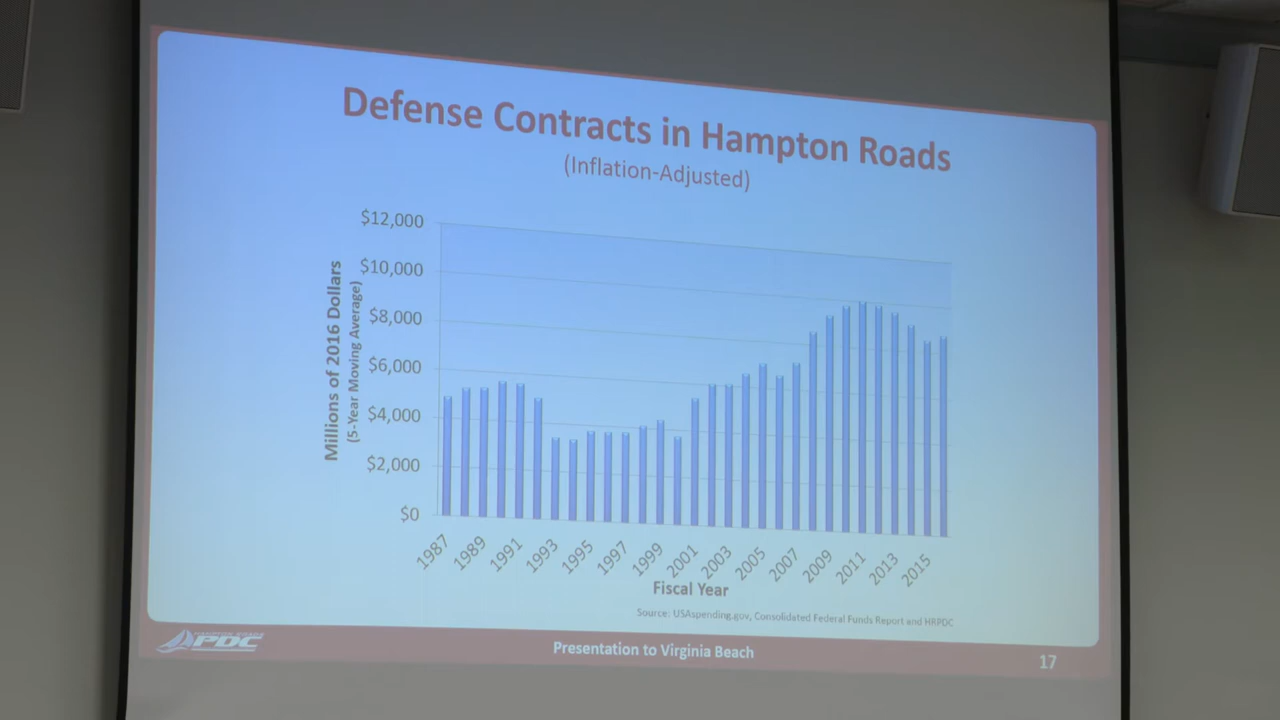 Defense Contracts in Hampton Roads
(Inflation-Adjusted)
Millions of 2016 Dollars
(5-Year Moving Average)
$12,000
$10,000
$8,000
$6,000
$4,000
$2,000
$0
1987
1989
1991
1993
1995
1997
1999
2001
2003
2005
2007
2009
2011
2013
2015
Fiscal Year
Source: USAspending.gov, Consolidated Federal Funds Report and HRPDC
HAMPTON ROADS
PDC
Presentation to Virginia Beach
17